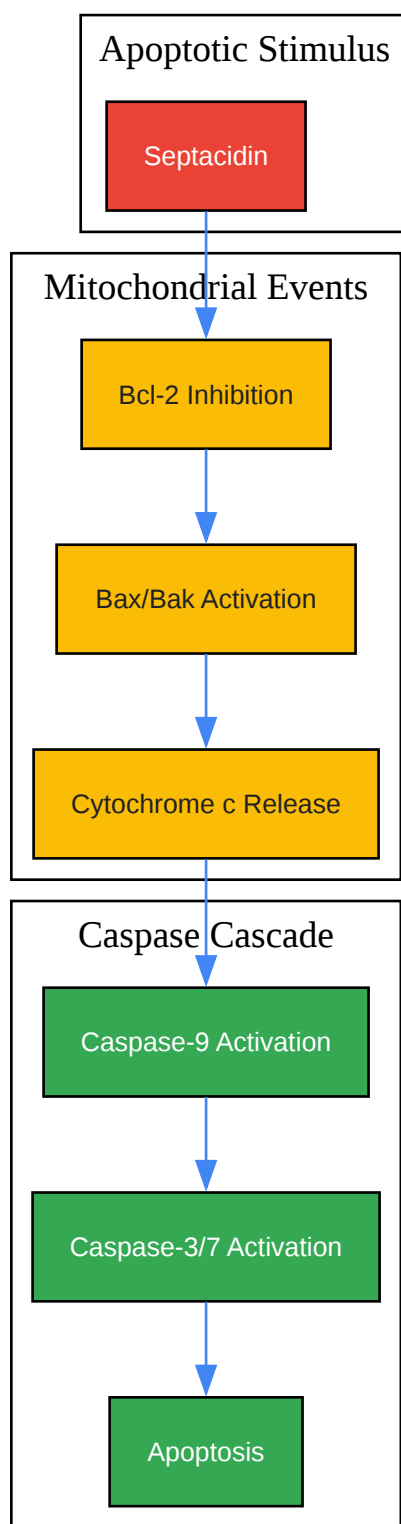 Apoptotic Stimulus
Septacidin
Mitochondrial Events
Bcl-2 Inhibition
Bax/Bak Activation
Cytochrome c Release
Caspase Cascade
Caspase-9 Activation
Caspase-3/7 Activation
Apoptosis